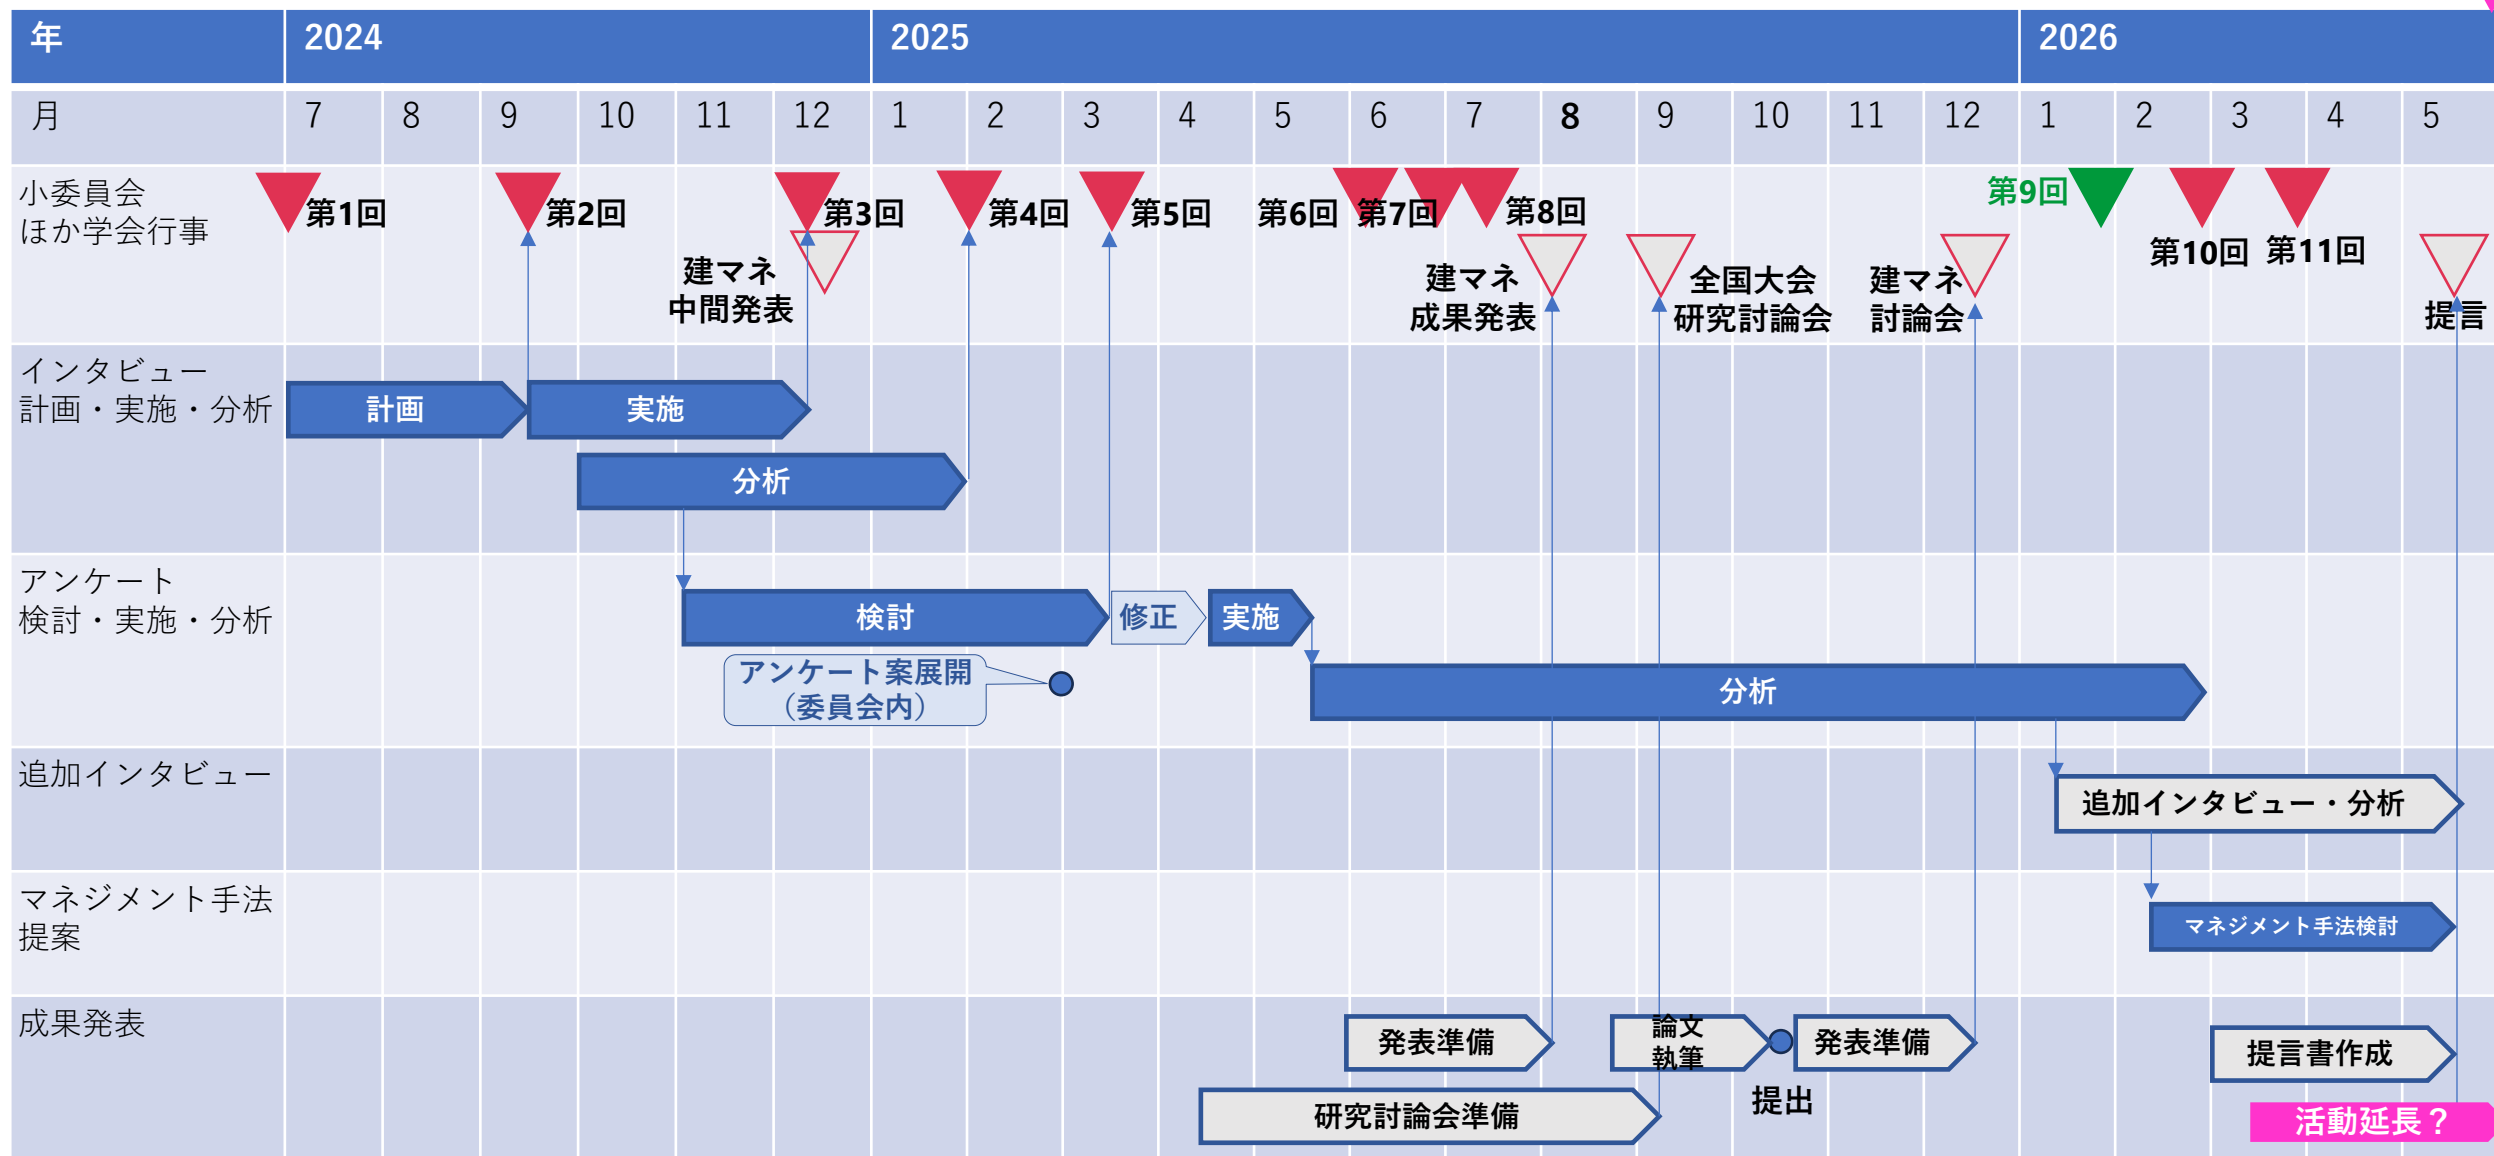 年 2024 2025 2026
月 7 8 9 10 11 12 1 2 3 4 5 6 7 8 9 10 11 12 1 2 3 4 5
小委員会
ほか学会行事
第1回 第2回 第3回 第4回 第5回 第6回 第7回 第8回 第9回 第10回 第11回
建マネ
中間発表
建マネ
成果発表
全国大会
研究討論会
建マネ
討論会
提言
インタビュー
計画・実施・分析
計画
実施
分析
アンケート
検討・実施・分析
検討
修正
実施
アンケート案展開
（委員会内）
分析
追加インタビュー
追加インタビュー・分析
マネジメント手法
提案
マネジメント手法検討
成果発表
発表準備
論文
執筆
発表準備
提言書作成
研究討論会準備
提出
活動延長？